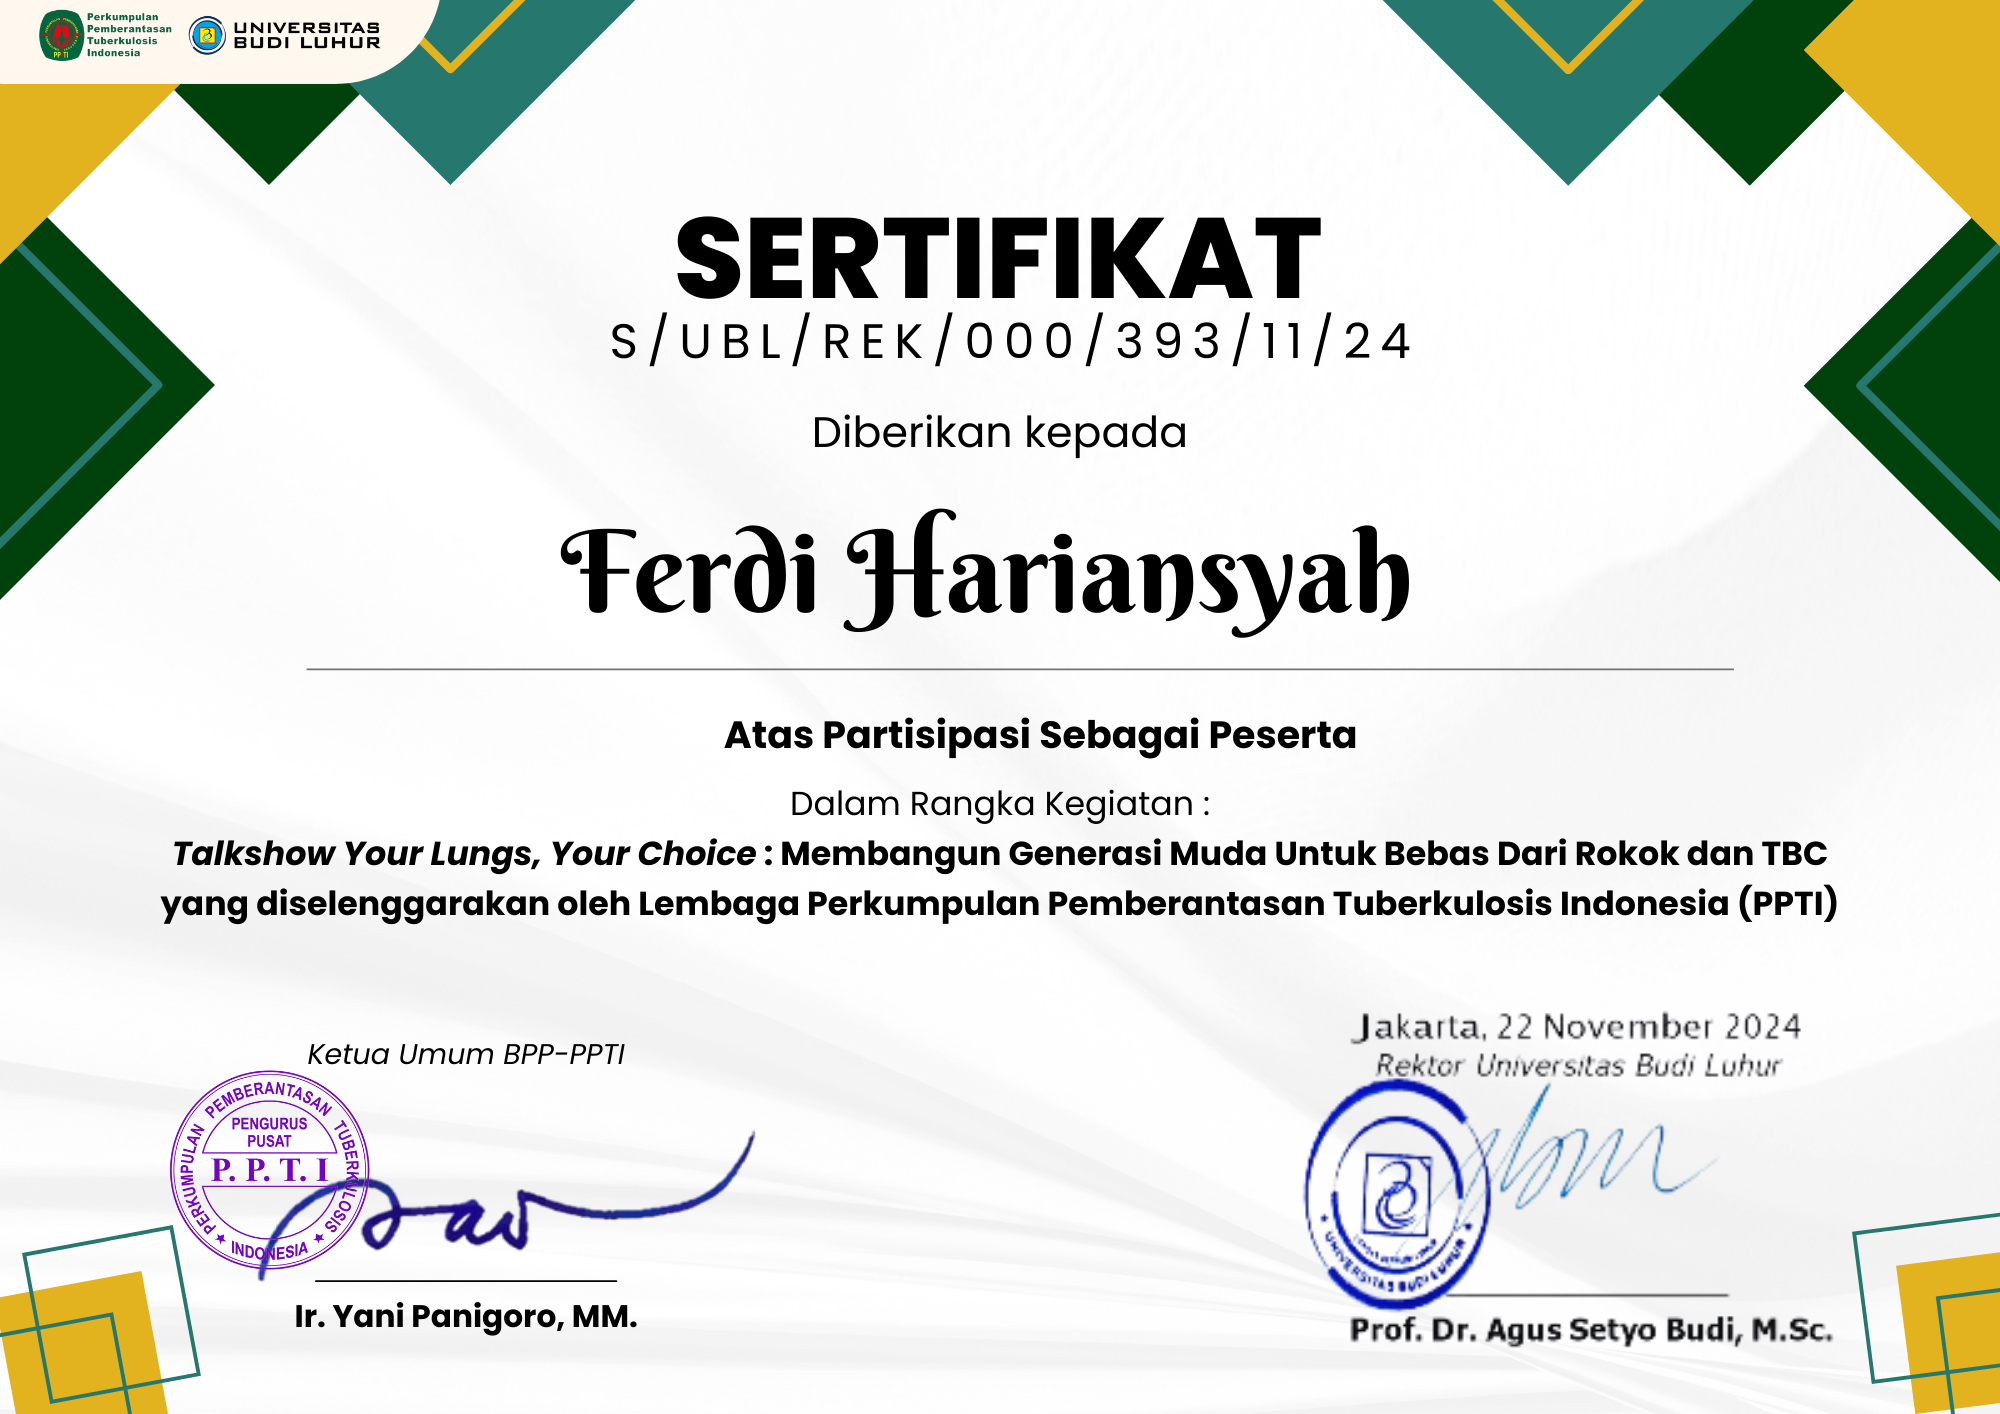 Perkumpulan
Pemberantasan
Tuberkulosis
Indonesia
PPTI
UNIVERSITAS
BUDI LUHUR
SERTIFIKAT
S/UBL/REK/000/393/11/24
Diberikan kepada
Ferdi Hariansyah
Atas Partisipasi Sebagai Peserta
Dalam Rangka Kegiatan :
Talkshow Your Lungs, Your Choice : Membangun Generasi Muda Untuk Bebas Dari Rokok dan TBC
yang diselenggarakan oleh Lembaga Perkumpulan Pemberantasan Tuberkulosis Indonesia (PPTI)
Ketua Umum BPP-PPTI
PERKUMPULAN PEMBERANTASAN TUBERKULOSIS
PENGURUS
PUSAT
P. P. T. I
INDONESIA
Ir. Yani Panigoro, MM.
Jakarta, 22 November 2024
Rektor Universitas Budi Luhur
UNIVERSITAS BUDI LUHUR
Prof. Dr. Agus Setyo Budi, M.Sc.